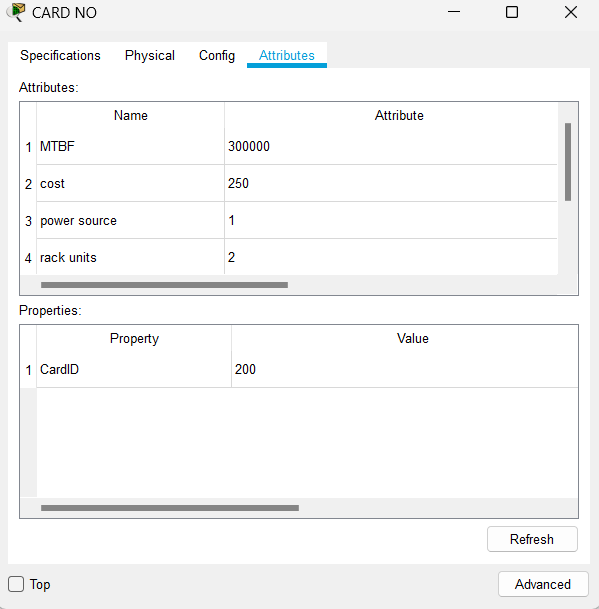 CARD NO
Specifications Physical Config Attributes
Attributes:
Name Attribute
1 MTBF 300000
2 cost 250
3 power source 1
4 rack units 2
Properties:
Property Value
1 CardID 200
Refresh
Top Advanced